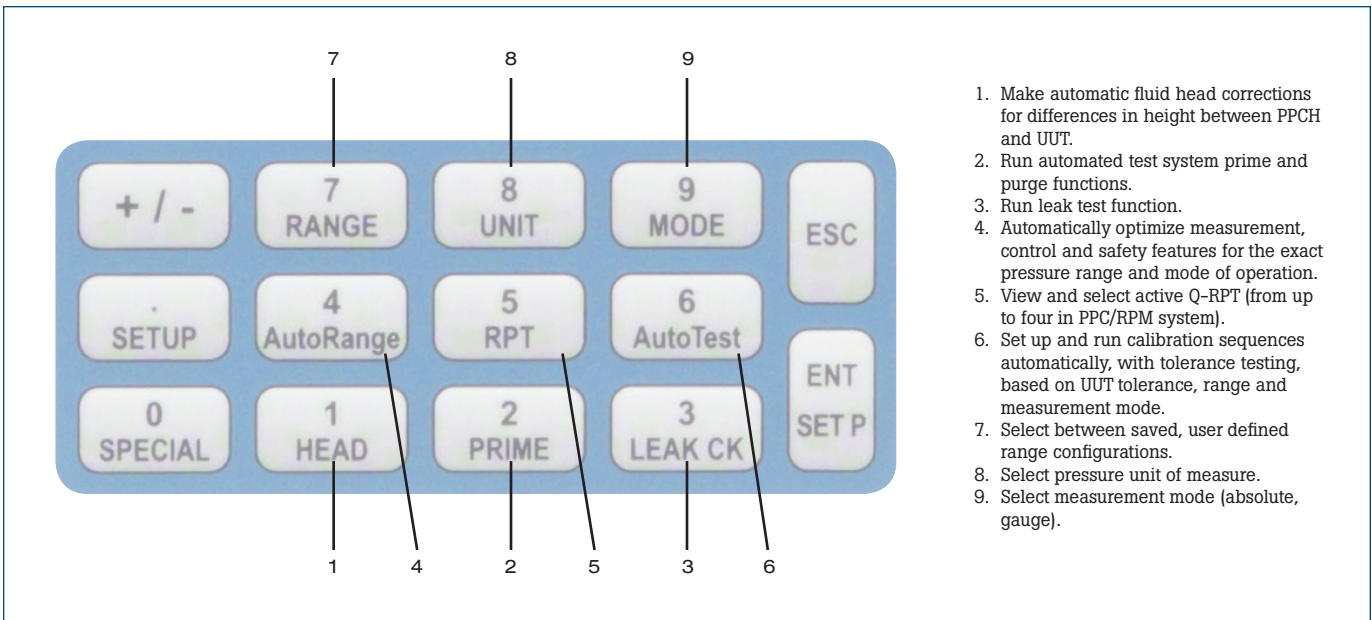 7 8 9
+ / -
7
RANGE
8
UNIT
9
MODE
ESC
.
SETUP
4
AutoRange
5
RPT
6
AutoTest
ENT
SET P
0
SPECIAL
1
HEAD
2
PRIME
3
LEAK CK
1 4 2 5 3 6
1. Make automatic fluid head corrections
for differences in height between PPCH
and UUT.
2. Run automated test system prime and
purge functions.
3. Run leak test function.
4. Automatically optimize measurement,
control and safety features for the exact
pressure range and mode of operation.
5. View and select active Q-RPT (from up
to four in PPC/RPM system).
6. Set up and run calibration sequences
automatically, with tolerance testing,
based on UUT tolerance, range and
measurement mode.
7. Select between saved, user defined
range configurations.
8. Select pressure unit of measure.
9. Select measurement mode (absolute,
gauge).